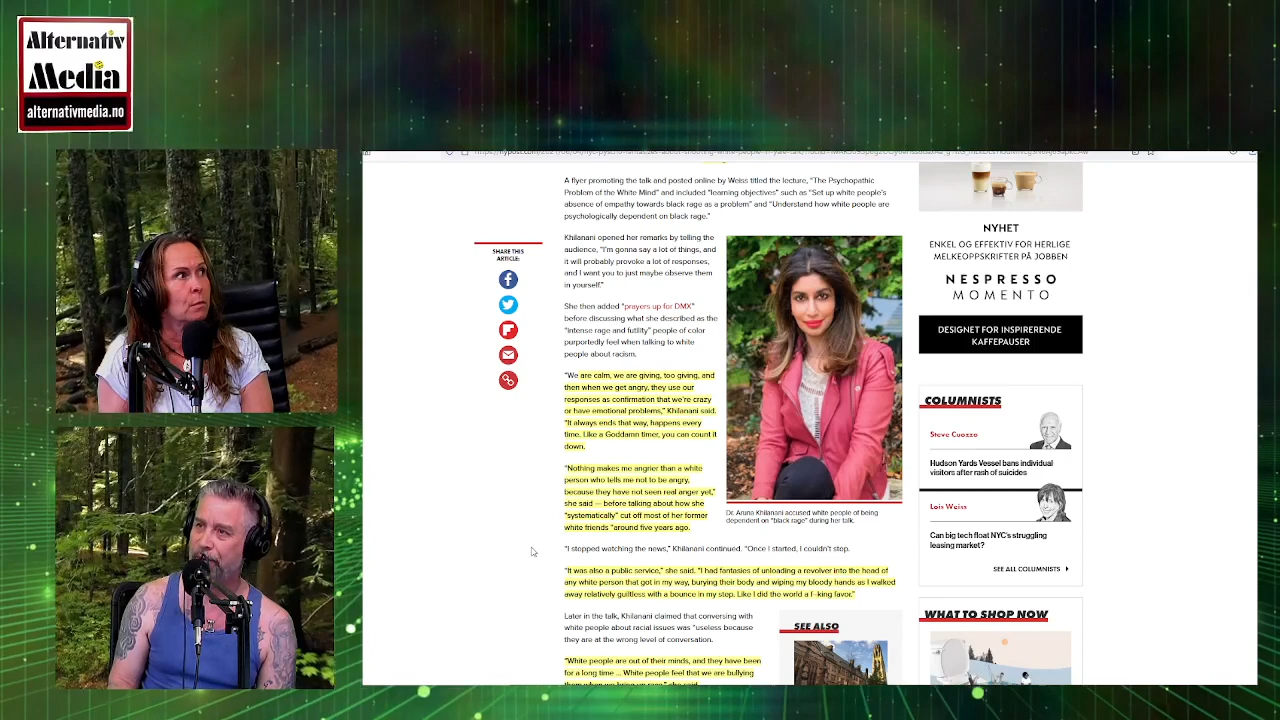 Alternativ
Media
alternativmedia.no
A flyer promoting the talk and posted online by Weiss titled the lecture, "The Psychopathic
Problem of the White Mind" and included "learning objectives" such as "Set up white people's
absence of empathy towards black rage as a problem" and "Understand how white people are
psychologically dependent on black rage."
SHARE THIS
ARTICLE:
Khilanani opened her remarks by telling the
audience, "I'm gonna say a lot of things, and
it will probably provoke a lot of responses,
and I want you to just maybe observe them
in yourself."
She then added "prayers up for DMX"
before discussing what she described as the
"intense rage and futility" people of color
purportedly feel when talking to white
people about racism.
"We are calm, we are giving, too giving, and
then when we get angry, they use our
responses as confirmation that we're crazy
or have emotional problems," Khilanani said.
"It always ends that way, happens every
time. Like a Goddamn timer, you can count it
down.
"Nothing makes me angrier than a white
person who tells me not to be angry,
because they have not seen real anger yet,"
she said — before talking about how she
"systematically" cut off most of her former
white friends "around five years ago.
Dr. Aruna Khilanani accused white people of being
dependent on "black rage" during her talk.
"I stopped watching the news," Khilanani continued. "Once I started, I couldn't stop.
"It was also a public service," she said. "I had fantasies of unloading a revolver into the head of
any white person that got in my way, burying their body and wiping my bloody hands as I walked
away relatively guiltless with a bounce in my step. Like I did the world a f--king favor."
Later in the talk, Khilanani claimed that conversing with
white people about racial issues was "useless because
they are at the wrong level of conversation.
"White people are out of their minds, and they have been
for a long time ... White people feel that we are bullying
them when we bring up race," she said.
SEE ALSO
NYHET
ENKEL OG EFFEKTIV FOR HERLIGE
MELKEOPPSKRIFTER PÅ JOBBEN
NESPRESSO
MOMENTO
DESIGNET FOR INSPIRERENDE
KAFFEPAUSER
COLUMNISTS
Steve Cuozzo
Hudson Yards Vessel bans individual
visitors after rash of suicides
Lois Weiss
Can big tech float NYC's struggling
leasing market?
SEE ALL COLUMNISTS
WHAT TO SHOP NOW